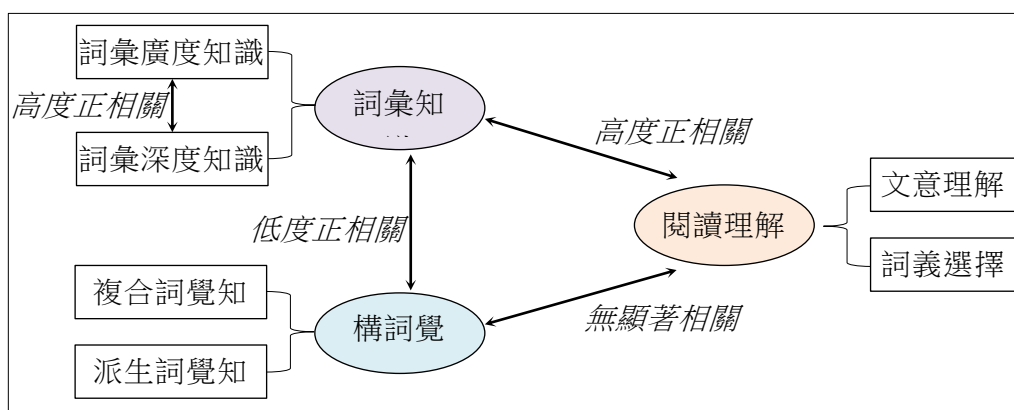 詞彙廣度知識
高度正相關
詞彙深度知識
詞彙知
高度正相關
文意理解
閱讀理解
詞義選擇
低度正相關
複合詞覺知
構詞覺
無顯著相關
派生詞覺知